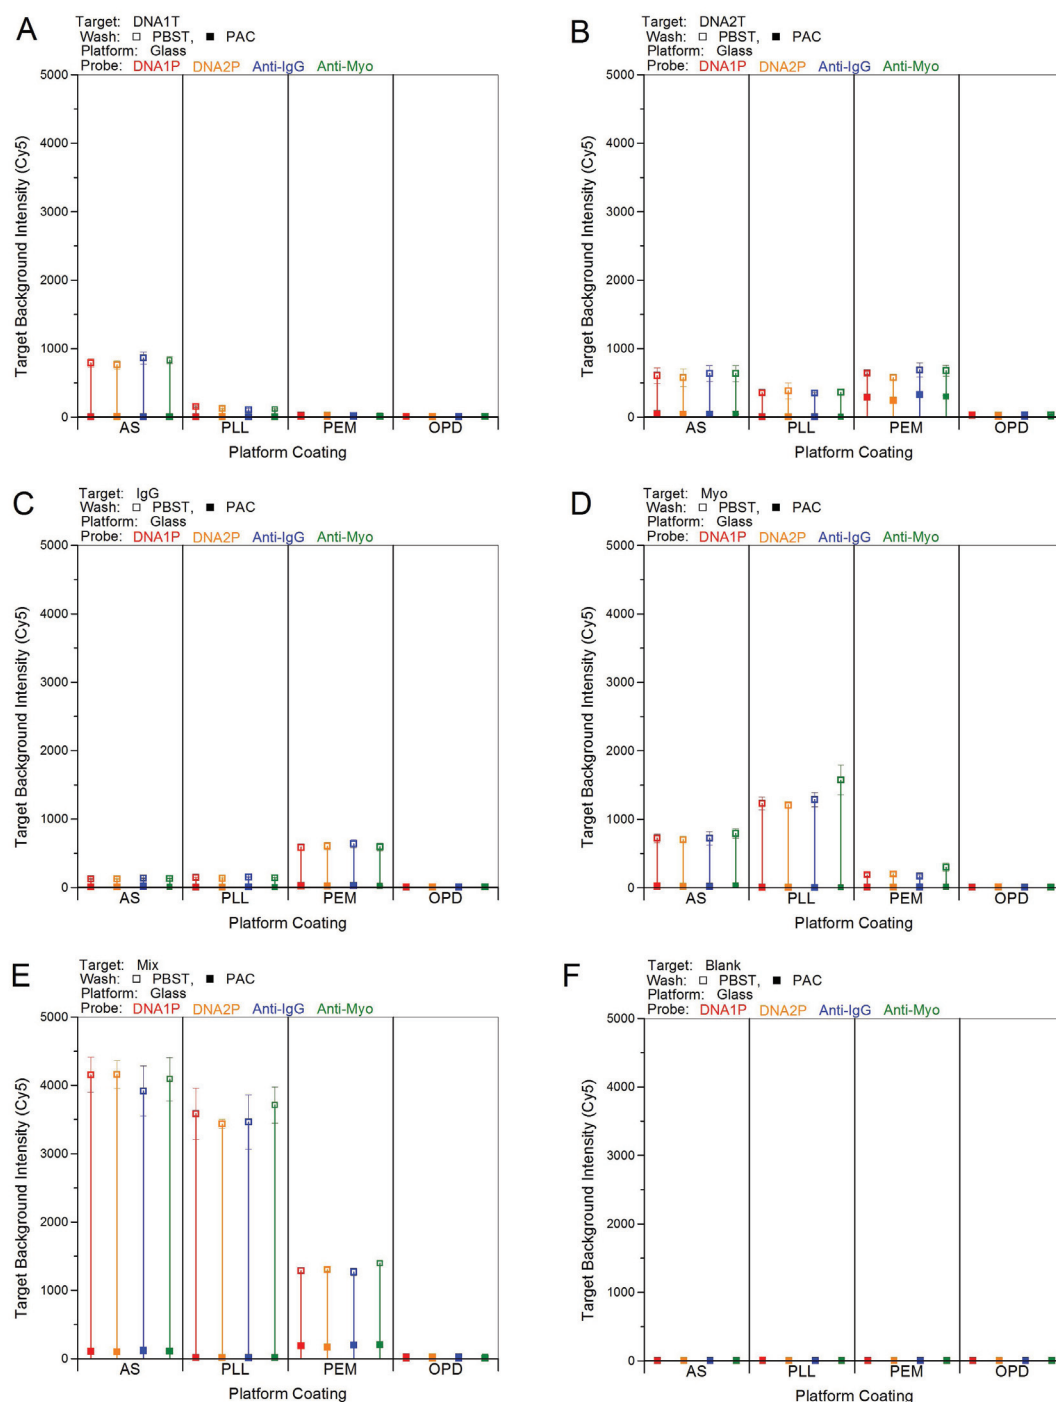 A
Target: DNA1T
Wash: □ PBST, ■ PAC
Platform: Glass
Probe: DNA1P DNA2P Anti-IgG Anti-Myo
5000
4000
3000
2000
1000
0
Target Background Intensity (Cy5)
AS PLL PEM OPD
Platform Coating
B
Target: DNA2T
Wash: □ PBST, ■ PAC
Platform: Glass
Probe: DNA1P DNA2P Anti-IgG Anti-Myo
5000
4000
3000
2000
1000
0
Target Background Intensity (Cy5)
AS PLL PEM OPD
Platform Coating
C
Target: IgG
Wash: □ PBST, ■ PAC
Platform: Glass
Probe: DNA1P DNA2P Anti-IgG Anti-Myo
5000
4000
3000
2000
1000
0
Target Background Intensity (Cy5)
AS PLL PEM OPD
Platform Coating
D
Target: Myo
Wash: □ PBST, ■ PAC
Platform: Glass
Probe: DNA1P DNA2P Anti-IgG Anti-Myo
5000
4000
3000
2000
1000
0
Target Background Intensity (Cy5)
AS PLL PEM OPD
Platform Coating
E
Target: Mix
Wash: □ PBST, ■ PAC
Platform: Glass
Probe: DNA1P DNA2P Anti-IgG Anti-Myo
5000
4000
3000
2000
1000
0
Target Background Intensity (Cy5)
AS PLL PEM OPD
Platform Coating
F
Target: Blank
Wash: □ PBST, ■ PAC
Platform: Glass
Probe: DNA1P DNA2P Anti-IgG Anti-Myo
5000
4000
3000
2000
1000
0
Target Background Intensity (Cy5)
AS PLL PEM OPD
Platform Coating